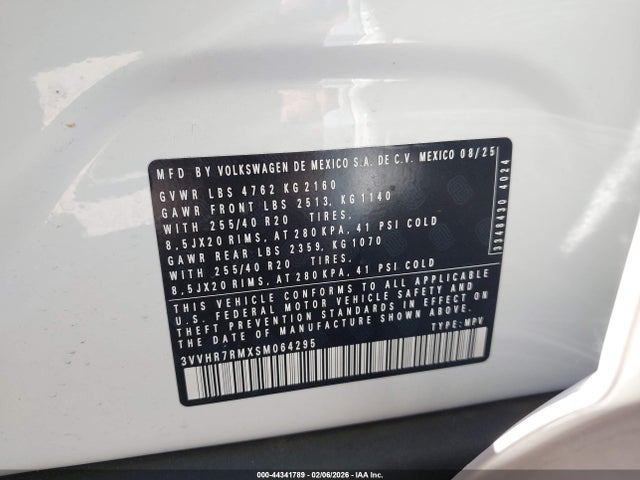 MFD BY VOLKSWAGEN DE MEXICO S.A. DE C.V. MEXICO 08/25
GVWR LBS 4762 KG 2160
GAWR FRONT LBS 2513, KG 1140
WITH 255/40 R20 TIRES.
8,5JX20 RIMS, AT 280 KPA, 41 PSI COLD
GAWR REAR LBS 2359, KG 1070
WITH 255/40 R20 TIRES.
8,5JX20 RIMS, AT 280 KPA, 41 PSI COLD
THIS VEHICLE CONFORMS TO ALL APPLICABLE
U.S. FEDERAL MOTOR VEHICLE SAFETY AND
THEFT PREVENTION STANDARDS IN EFFECT ON
THE DATE OF MANUFACTURE SHOWN ABOVE.
3VVHR7RMXSM064295 TYPE: MPV
3348430 4024
000-44341789 - 02/06/2026 - IAA Inc.